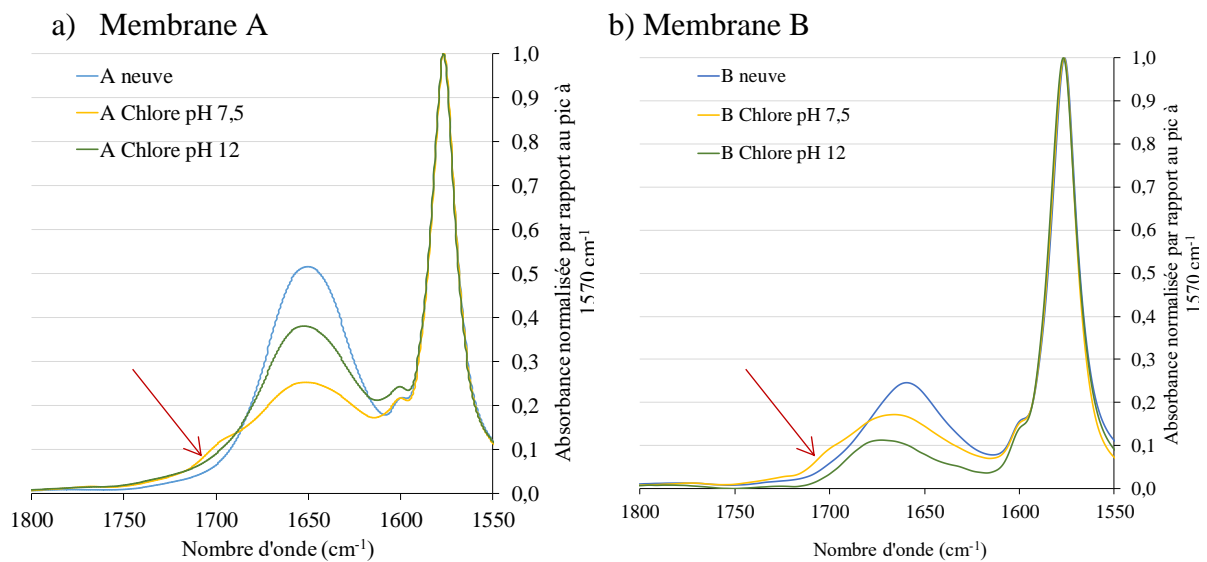 a) Membrane A
A neuve
A Chlore pH 7,5
A Chlore pH 12
1,0
0,9
0,8
0,7
0,6
0,5
0,4
0,3
0,2
0,1
0,0
1800
1750
1700
1650
1600
1550
Nombre d'onde (cm-1)
Absorbance normalisée par rapport au pic à
1570 cm-1
b) Membrane B
B neuve
B Chlore pH 7,5
B Chlore pH 12
1,0
0,9
0,8
0,7
0,6
0,5
0,4
0,3
0,2
0,1
0,0
1800
1750
1700
1650
1600
1550
Nombre d'onde (cm-1)
Absorbance normalisée par rapport au pic à
1570 cm-1